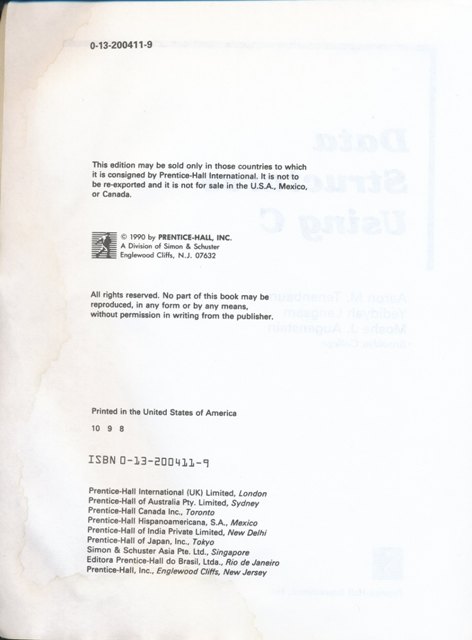 0-13-200411-9
This edition may be sold only in those countries to which
it is consigned by Prentice-Hall International. It is not to
be re-exported and it is not for sale in the U.S.A., Mexico,
or Canada.
© 1990 by PRENTICE-HALL, INC.
A Division of Simon & Schuster
Englewood Cliffs, N.J. 07632
All rights reserved. No part of this book may be
reproduced, in any form or by any means,
without permission in writing from the publisher.
Printed in the United States of America
10 9 8
ISBN 0-13-200411-9
Prentice-Hall International (UK) Limited, London
Prentice-Hall of Australia Pty. Limited, Sydney
Prentice-Hall Canada Inc., Toronto
Prentice-Hall Hispanoamericana, S.A., Mexico
Prentice-Hall of India Private Limited, New Delhi
Prentice-Hall of Japan, Inc., Tokyo
Simon & Schuster Asia Pte. Ltd., Singapore
Editora Prentice-Hall do Brasil, Ltda., Rio de Janeiro
Prentice-Hall, Inc., Englewood Cliffs, New Jersey